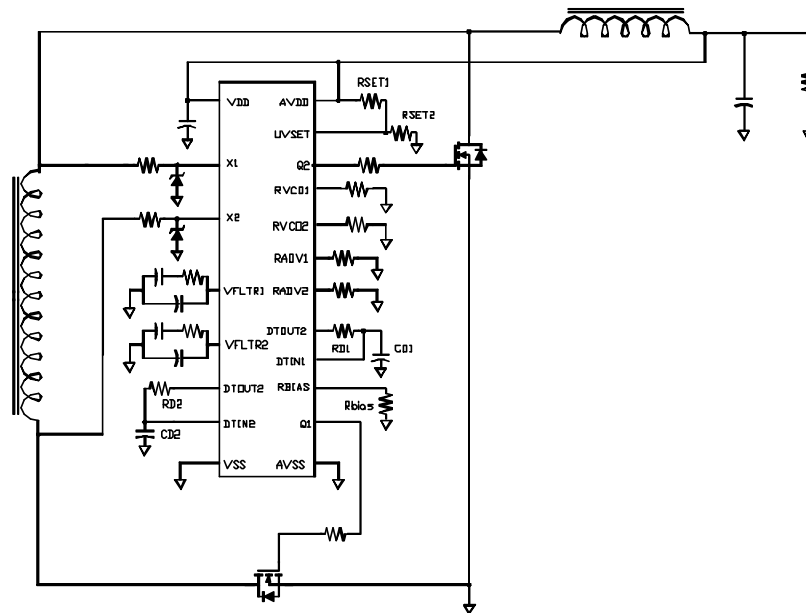 RSET1
VDD
AVDD
RSET2
UVSET
X1
Q2
RVCO1
X2
RVCO2
RADV1
VFLTR1
RADV2
DTOUT2
VFLTR2
RD1
CD1
DTIN1
DTOUT2
RBIAS
RD2
Rbias
DTIN2
Q1
CD2
VSS
AVSS